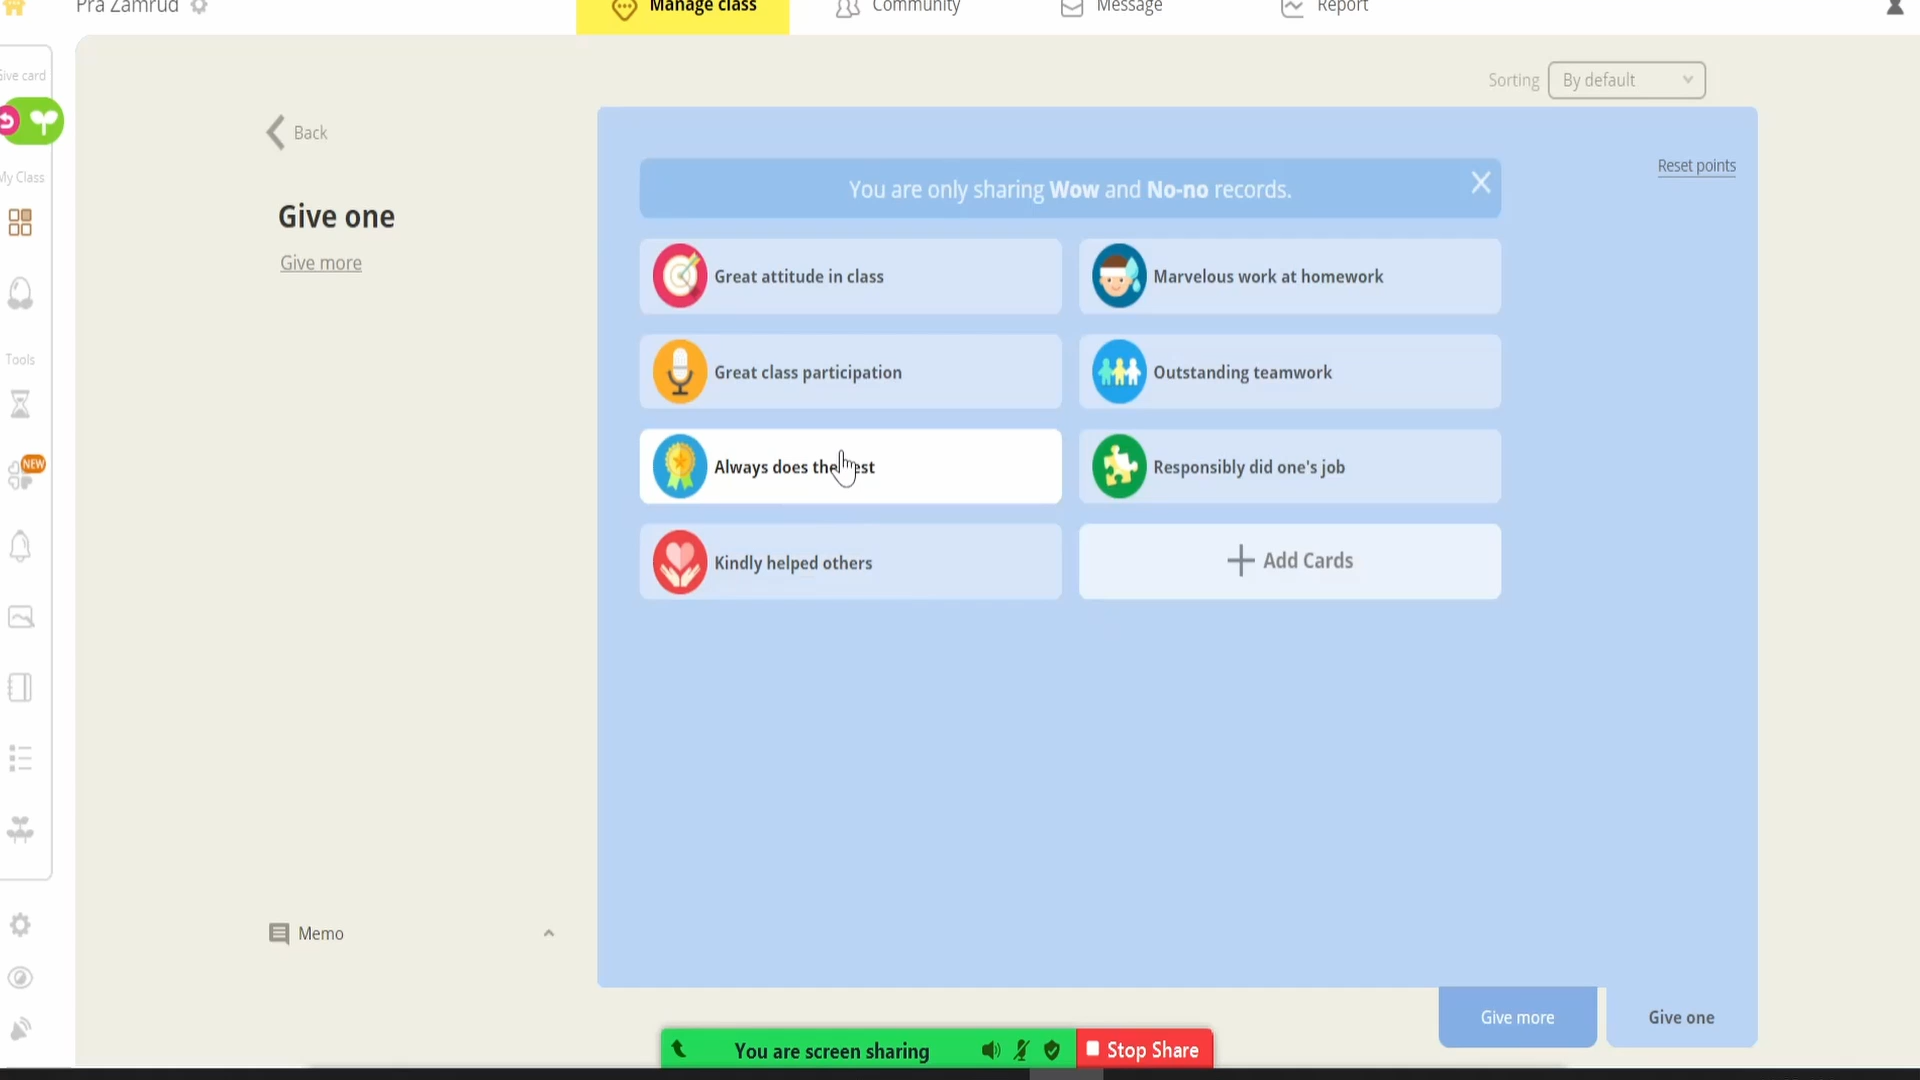 Pra Zamrud
Manage class
Community
Message
Report
Give card
My Class
Tools
NEW
Sorting
By default
Back
Give one
Give more
Reset points
You are only sharing Wow and No-no records.
Great attitude in class
Marvelous work at homework
Great class participation
Outstanding teamwork
Always does the
Responsibly did one's job
Kindly helped others
Add Cards
Memo
Give more
Give one
You are screen sharing
Stop Share